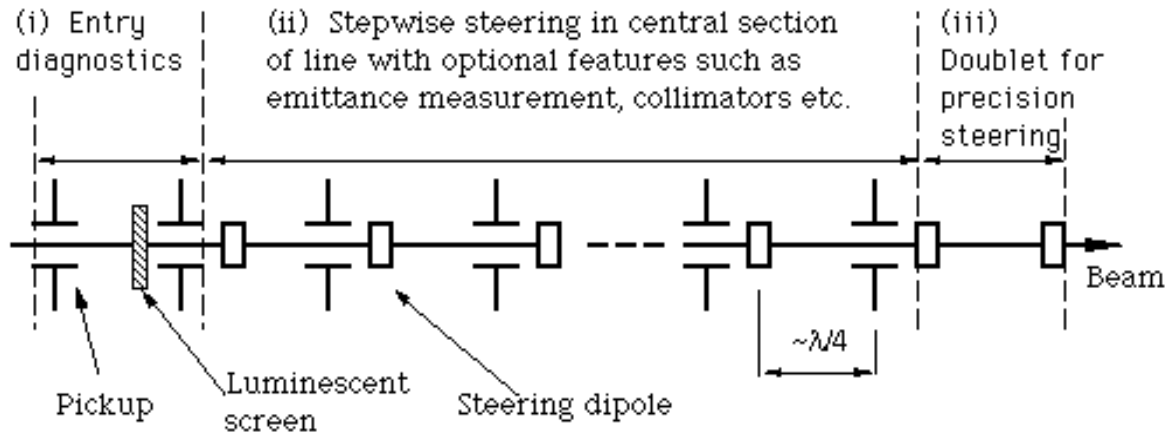 (i) Entry
diagnostics
(ii) Stepwise steering in central section
of line with optional features such as
emittance measurement, collimators etc.
(iii)
Doublet for
precision
steering
Beam
~λ/4
Pickup
Luminescent
screen
Steering dipole